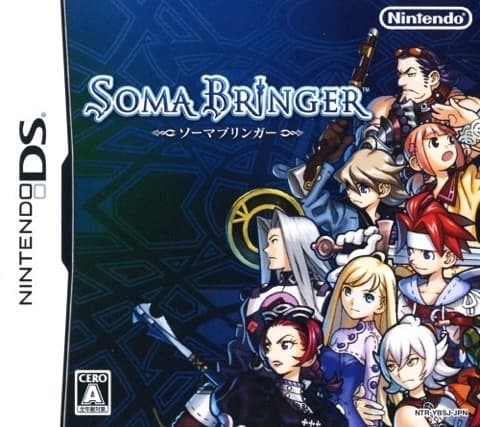 Nintendo
SOMA BRINGER™
ソーマブリンガー
NINTENDO DS
CERO
A
全年齢対象
NTR-YBSJ-JPN